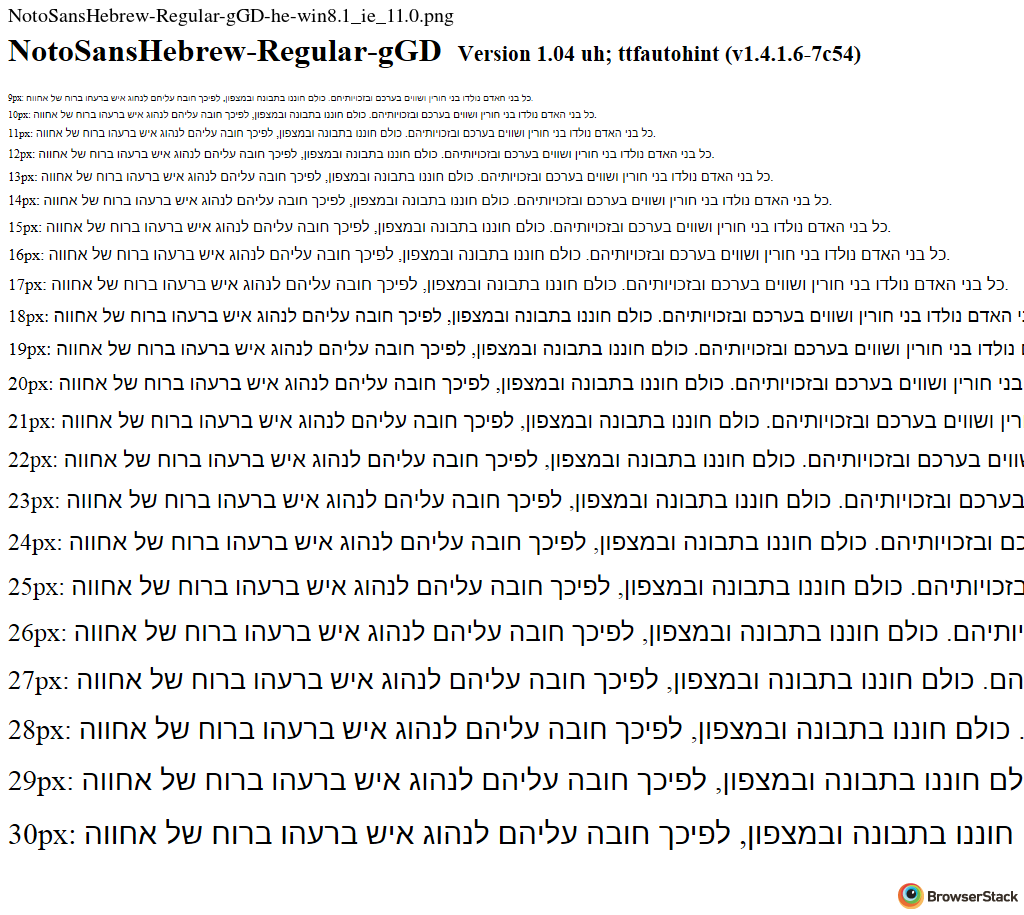 NotoSansHebrew-Regular-gGD-he-win8.1_ie_11.0.png
NotoSansHebrew-Regular-gGD Version 1.04 uh; ttfautohint (v1.4.1.6-7c54)
9px: כל בני האדם נולדו בני חורין ושווים בערכם ובזכויותיהם. כולם חוננו בתבונה ובמצפון, לפיכך חובה עליהם לנהוג איש ברעהו ברוח של אחווה.
10px: כל בני האדם נולדו בני חורין ושווים בערכם ובזכויותיהם. כולם חוננו בתבונה ובמצפון, לפיכך חובה עליהם לנהוג איש ברעהו ברוח של אחווה.
11px: כל בני האדם נולדו בני חורין ושווים בערכם ובזכויותיהם. כולם חוננו בתבונה ובמצפון, לפיכך חובה עליהם לנהוג איש ברעהו ברוח של אחווה.
12px: כל בני האדם נולדו בני חורין ושווים בערכם ובזכויותיהם. כולם חוננו בתבונה ובמצפון, לפיכך חובה עליהם לנהוג איש ברעהו ברוח של אחווה.
13px: כל בני האדם נולדו בני חורין ושווים בערכם ובזכויותיהם. כולם חוננו בתבונה ובמצפון, לפיכך חובה עליהם לנהוג איש ברעהו ברוח של אחווה.
14px: כל בני האדם נולדו בני חורין ושווים בערכם ובזכויותיהם. כולם חוננו בתבונה ובמצפון, לפיכך חובה עליהם לנהוג איש ברעהו ברוח של אחווה.
15px: כל בני האדם נולדו בני חורין ושווים בערכם ובזכויותיהם. כולם חוננו בתבונה ובמצפון, לפיכך חובה עליהם לנהוג איש ברעהו ברוח של אחווה.
16px: כל בני האדם נולדו בני חורין ושווים בערכם ובזכויותיהם. כולם חוננו בתבונה ובמצפון, לפיכך חובה עליהם לנהוג איש ברעהו ברוח של אחווה.
17px: כל בני האדם נולדו בני חורין ושווים בערכם ובזכויותיהם. כולם חוננו בתבונה ובמצפון, לפיכך חובה עליהם לנהוג איש ברעהו ברוח של אחווה.
18px: האדם נולדו בני חורין ושווים בערכם ובזכויותיהם. כולם חוננו בתבונה ובמצפון, לפיכך חובה עליהם לנהוג איש ברעהו ברוח של אחווה
19px: נולדו בני חורין ושווים בערכם ובזכויותיהם. כולם חוננו בתבונה ובמצפון, לפיכך חובה עליהם לנהוג איש ברעהו ברוח של אחווה
20px: בני חורין ושווים בערכם ובזכויותיהם. כולם חוננו בתבונה ובמצפון, לפיכך חובה עליהם לנהוג איש ברעהו ברוח של אחווה
21px: רין ושווים בערכם ובזכויותיהם. כולם חוננו בתבונה ובמצפון, לפיכך חובה עליהם לנהוג איש ברעהו ברוח של אחווה
22px: שווים בערכם ובזכויותיהם. כולם חוננו בתבונה ובמצפון, לפיכך חובה עליהם לנהוג איש ברעהו ברוח של אחווה
23px: בערכם ובזכויותיהם. כולם חוננו בתבונה ובמצפון, לפיכך חובה עליהם לנהוג איש ברעהו ברוח של אחווה
24px: כם ובזכויותיהם. כולם חוננו בתבונה ובמצפון, לפיכך חובה עליהם לנהוג איש ברעהו ברוח של אחווה
25px: בזכויותיהם. כולם חוננו בתבונה ובמצפון, לפיכך חובה עליהם לנהוג איש ברעהו ברוח של אחווה
26px: יותיהם. כולם חוננו בתבונה ובמצפון, לפיכך חובה עליהם לנהוג איש ברעהו ברוח של אחווה
27px: הם. כולם חוננו בתבונה ובמצפון, לפיכך חובה עליהם לנהוג איש ברעהו ברוח של אחווה
28px: . כולם חוננו בתבונה ובמצפון, לפיכך חובה עליהם לנהוג איש ברעהו ברוח של אחווה
29px: לם חוננו בתבונה ובמצפון, לפיכך חובה עליהם לנהוג איש ברעהו ברוח של אחווה
30px: חוננו בתבונה ובמצפון, לפיכך חובה עליהם לנהוג איש ברעהו ברוח של אחווה
BrowserStack